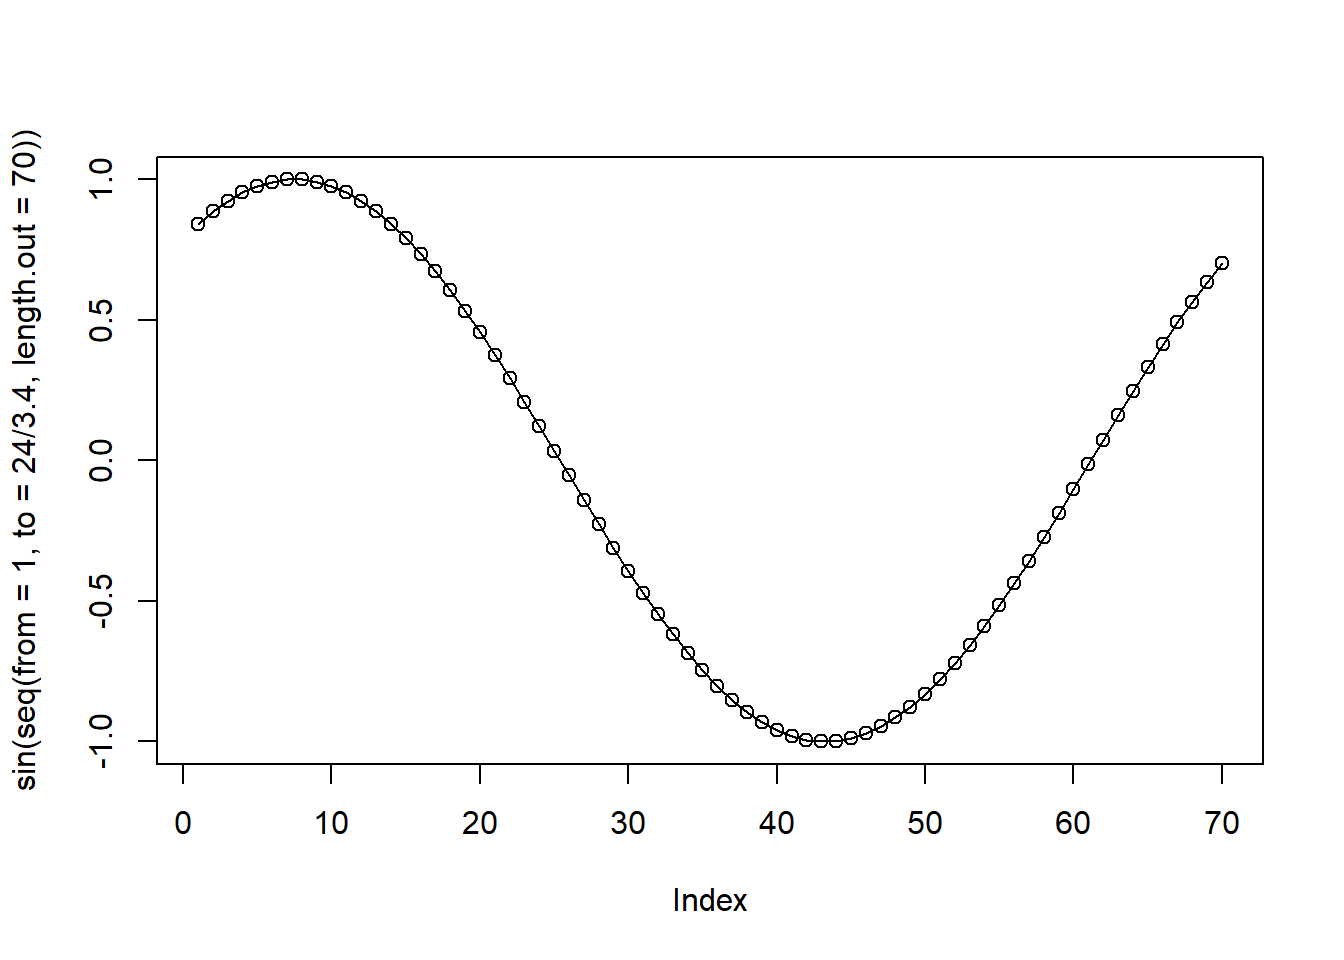 sin(seq(from = 1, to = 24/3.4, length.out = 70))
1.0
0.5
0.0
-0.5
-1.0
0 10 20 30 40 50 60 70
Index